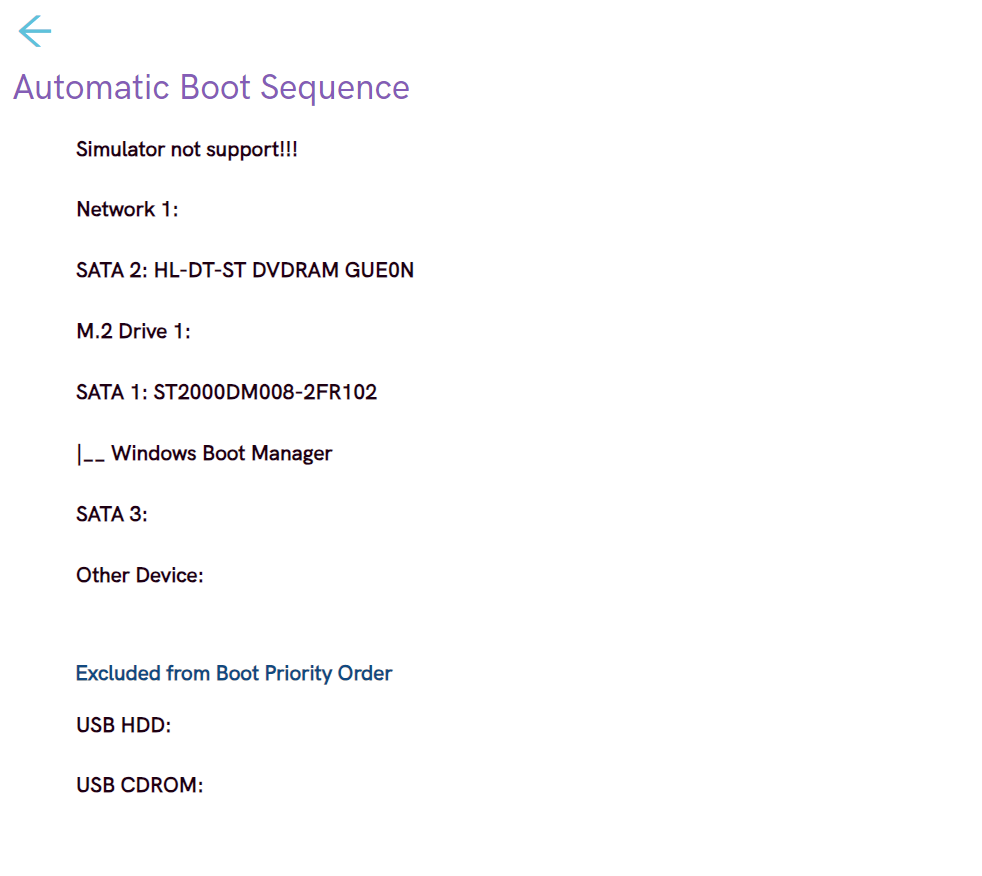 Automatic Boot Sequence
Simulator not support!!!
Network 1:
SATA 2: HL-DT-ST DVDRAM GUE0N
M.2 Drive 1:
SATA 1: ST2000DM008-2FR102
|__ Windows Boot Manager
SATA 3:
Other Device:
Excluded from Boot Priority Order
USB HDD:
USB CDROM: